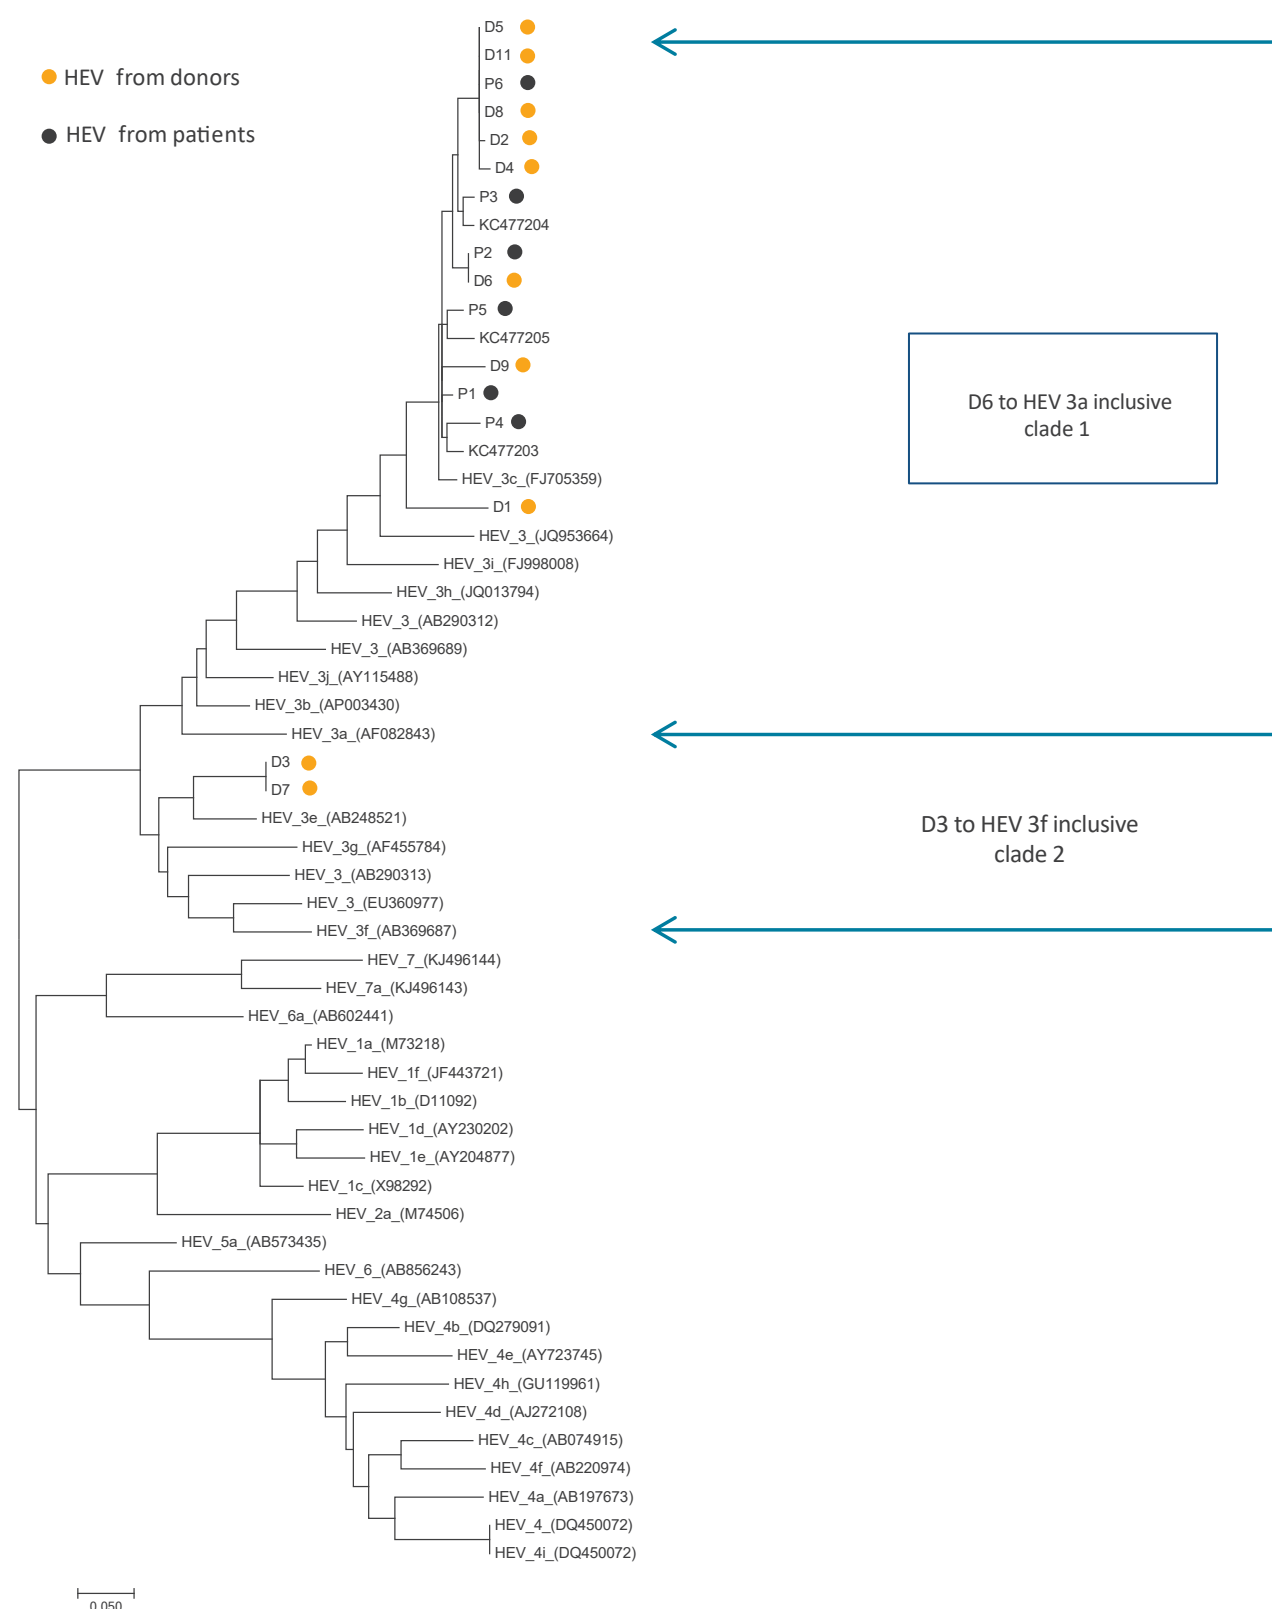 HEV from donors
HEV from patients
D5
D11
P6
D8
D2
D4
P3
KC477204
P2
D6
P5
KC477205
D9
P1
P4
KC477203
HEV_3c_(FJ705359)
D1
HEV_3_(JQ953664)
HEV_3i_(FJ998008)
HEV_3h_(JQ013794)
HEV_3_(AB290312)
HEV_3_(AB369689)
HEV_3j_(AY115488)
HEV_3b_(AP003430)
HEV_3a_(AF082843)
D3
D7
HEV_3e_(AB248521)
HEV_3g_(AF455784)
HEV_3_(AB290313)
HEV_3_(EU360977)
HEV_3f_(AB369687)
HEV_7_(KJ496144)
HEV_7a_(KJ496143)
HEV_6a_(AB602441)
HEV_1a_(M73218)
HEV_1f_(JF443721)
HEV_1b_(D11092)
HEV_1d_(AY230202)
HEV_1e_(AY204877)
HEV_1c_(X98292)
HEV_2a_(M74506)
HEV_5a_(AB573435)
HEV_6_(AB856243)
HEV_4g_(AB108537)
HEV_4b_(DQ279091)
HEV_4e_(AY723745)
HEV_4h_(GU119961)
HEV_4d_(AJ272108)
HEV_4c_(AB074915)
HEV_4f_(AB220974)
HEV_4a_(AB197673)
HEV_4_(DQ450072)
HEV_4i_(DQ450072)
0.050
D6 to HEV 3a inclusive
clade 1
D3 to HEV 3f inclusive
clade 2